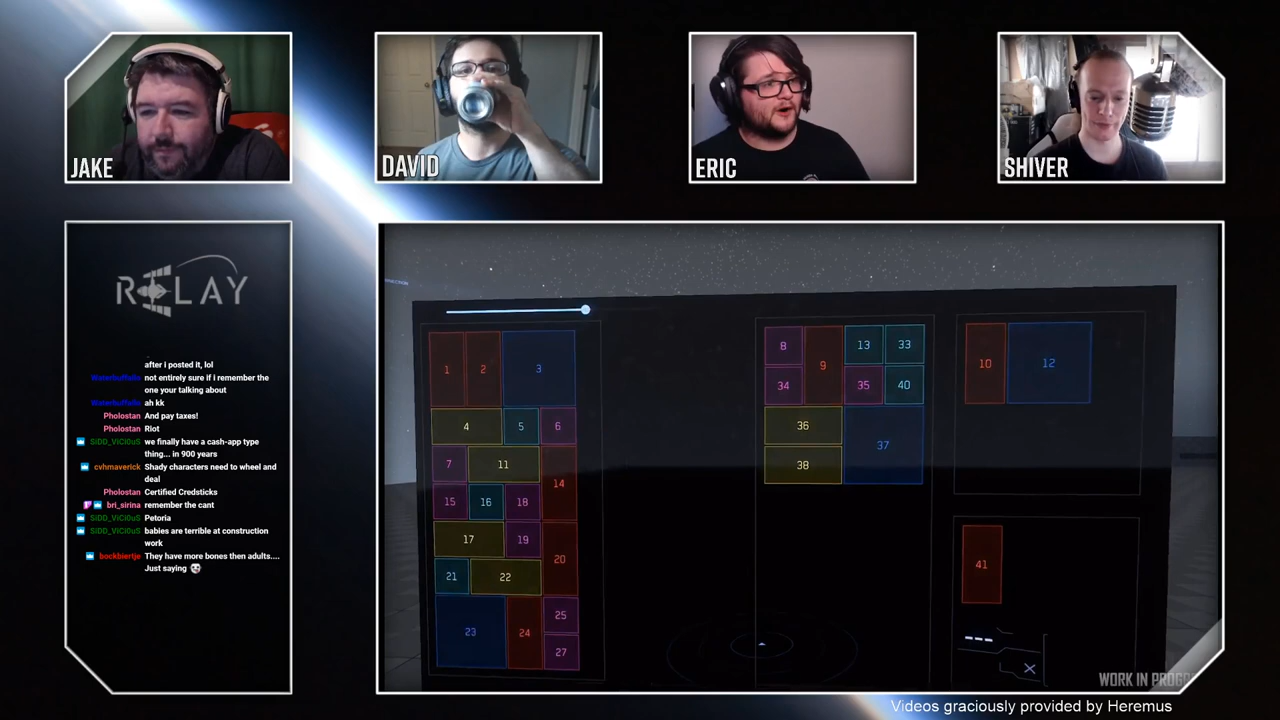 JAKE
DAVID
ERIC
SHIVER
RELAY
after i posted it, lol
Waterbuffalo not entirely sure if i remember the
one your talking about
Waterbuffalo ah kk
Pholostan And pay taxes!
Pholostan Riot
SiDD_ViCi0uS we finally have a cash-app type
thing... in 900 years
cvhmaverick Shady characters need to wheel and
deal
Pholostan Certified Credsticks
bri_sirina remember the cant
SiDD_ViCi0uS Petoria
SiDD_ViCi0uS babies are terrible at construction
work
bockbiertje They have more bones then adults....
Just saying
1 2 3
4 5 6
7 11
14
15 16 18
17 19
20
21 22
23 24 25
27
8 9 13 33
34 35 40
36 37
38
10 12
41
WORK IN PROGR
Videos graciously provided by Heremus